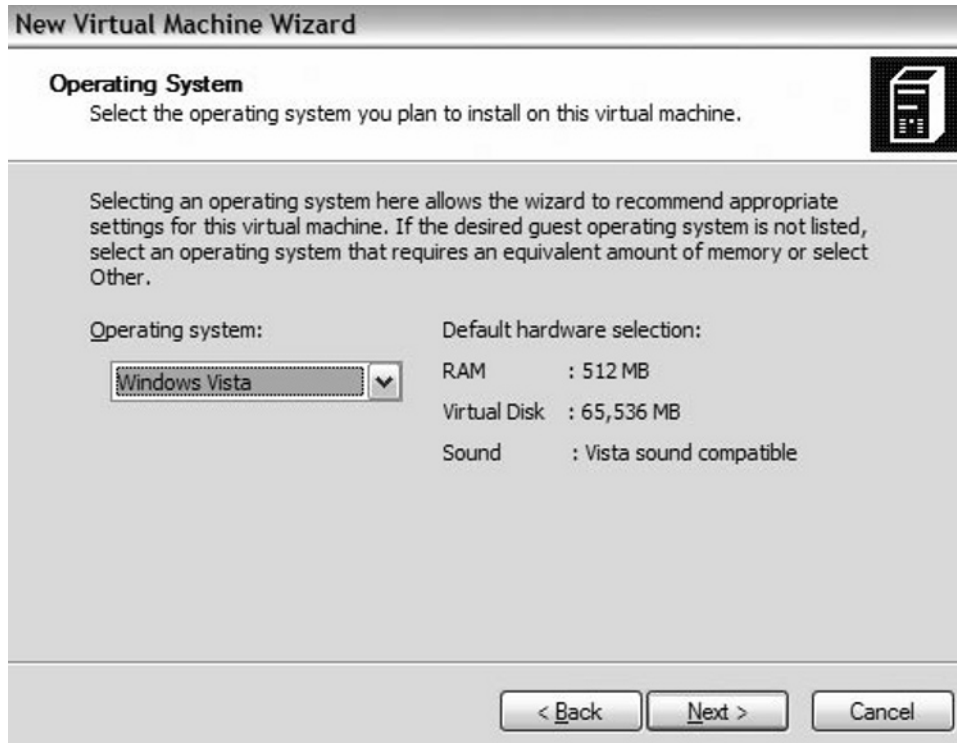 New Virtual Machine Wizard
Operating System
Select the operating system you plan to install on this virtual machine.
Selecting an operating system here allows the wizard to recommend appropriate
settings for this virtual machine. If the desired guest operating system is not listed,
select an operating system that requires an equivalent amount of memory or select
Other.
Operating system:
Windows Vista
Default hardware selection:
RAM : 512 MB
Virtual Disk : 65,536 MB
Sound : Vista sound compatible
< Back Next > Cancel